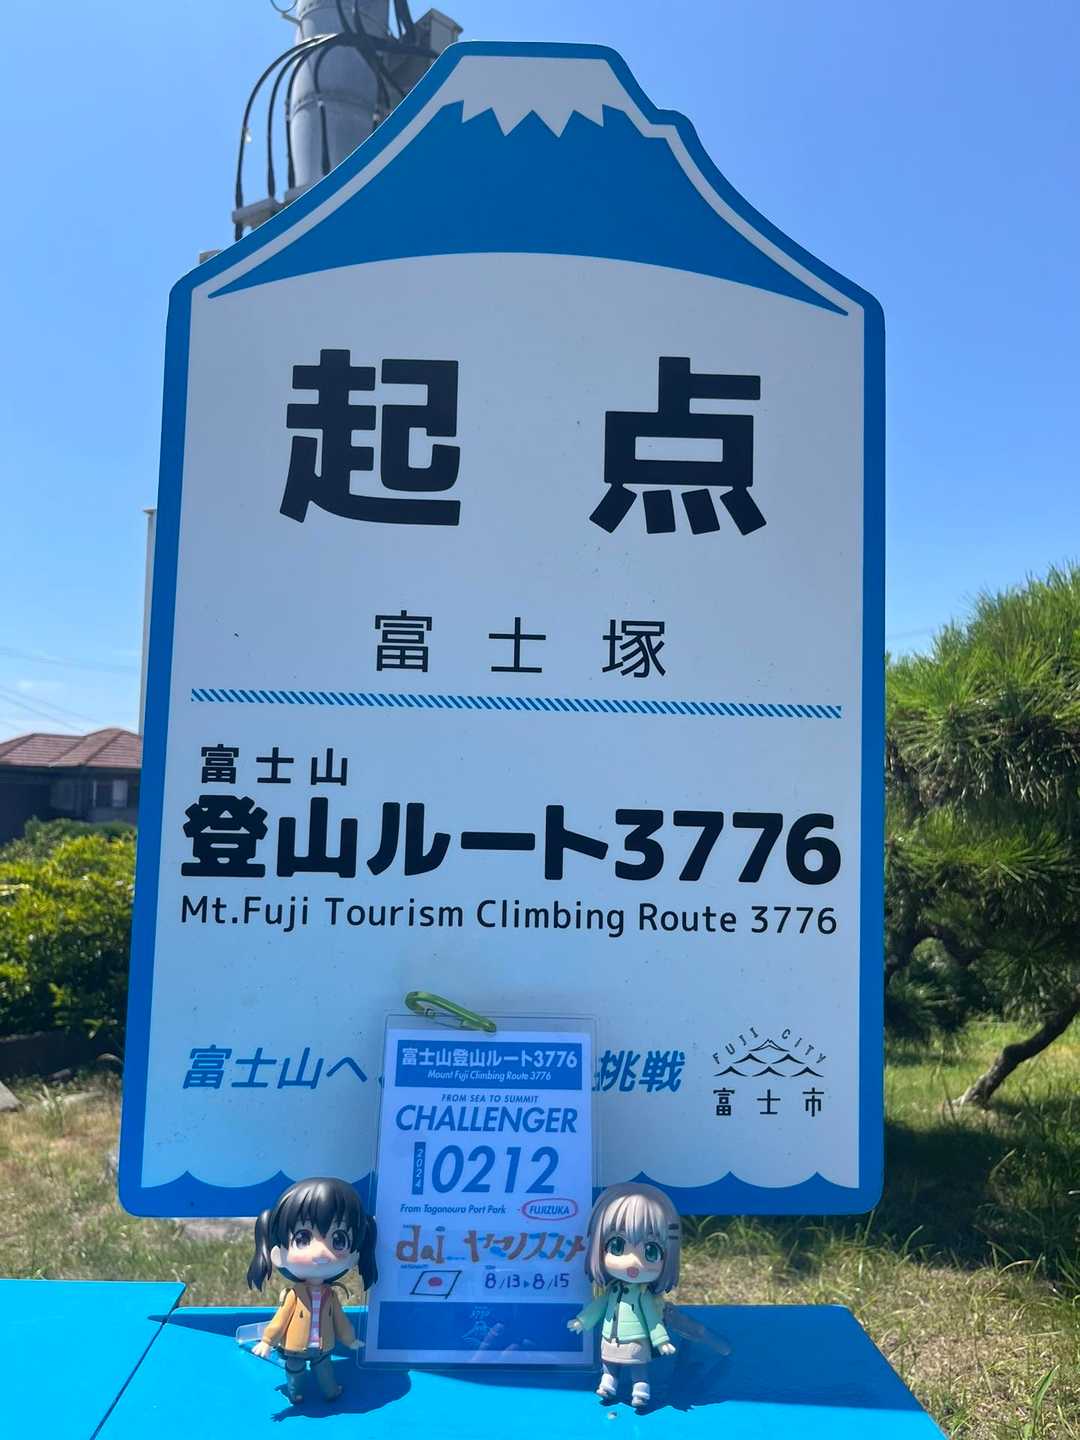 起点
富士塚
富士山
登山ルート3776
Mt.Fuji Tourism Climbing Route 3776
富士山へ
挑戦
FUJI CITY
富士市
富士山登山ルート3776
Mount Fuji Climbing Route 3776
FROM SEA TO SUMMIT
CHALLENGER
2024
0212
From Tagonoura Port Park
FUJIZUKA
dai ヤマノススメ
8/13▶8/15
3776